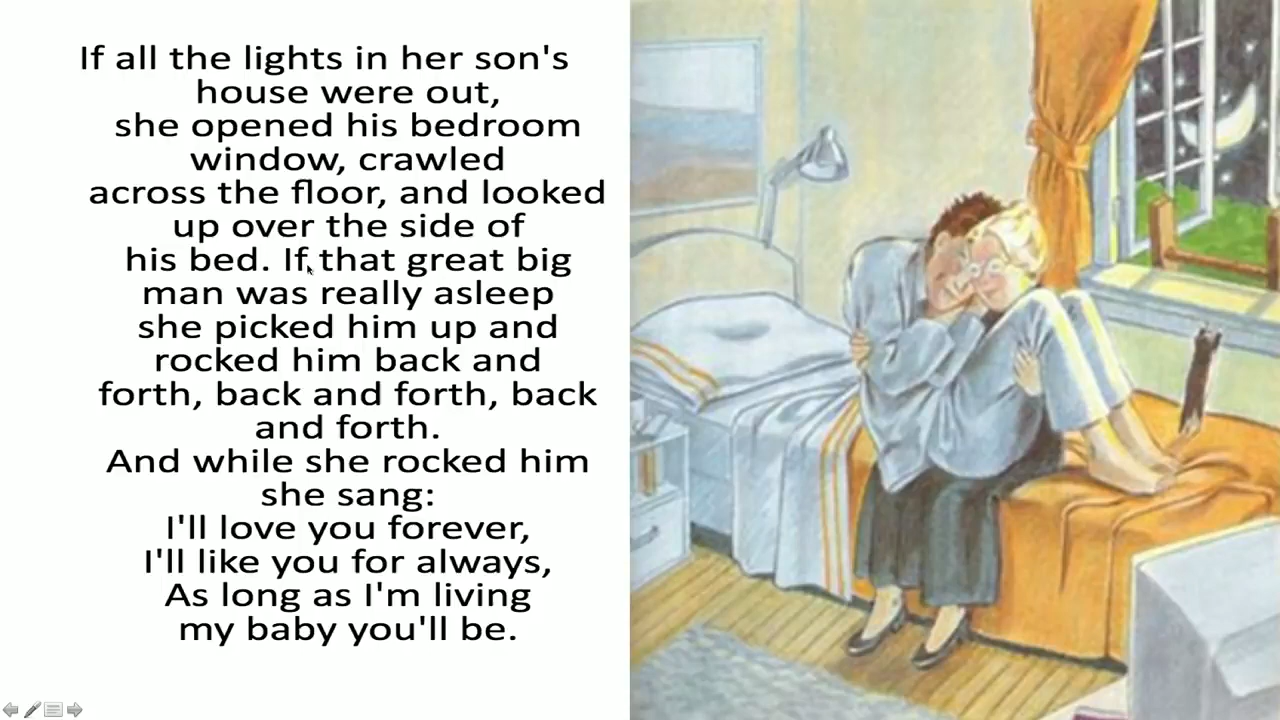 If all the lights in her son's
house were out,
she opened his bedroom
window, crawled
across the floor, and looked
up over the side of
his bed. If that great big
man was really asleep
she picked him up and
rocked him back and
forth, back and forth, back
and forth.
And while she rocked him
she sang:
I'll love you forever,
I'll like you for always,
As long as I'm living
my baby you'll be.